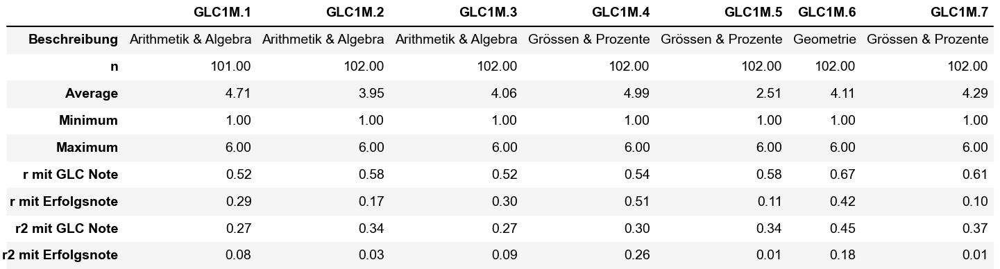 GLC1M.1 GLC1M.2 GLC1M.3 GLC1M.4 GLC1M.5 GLC1M.6 GLC1M.7
Beschreibung Arithmetik & Algebra Arithmetik & Algebra Arithmetik & Algebra Grössen & Prozente Grössen & Prozente Geometrie Grössen & Prozente
n 101.00 102.00 102.00 102.00 102.00 102.00 102.00
Average 4.71 3.95 4.06 4.99 2.51 4.11 4.29
Minimum 1.00 1.00 1.00 1.00 1.00 1.00 1.00
Maximum 6.00 6.00 6.00 6.00 6.00 6.00 6.00
r mit GLC Note 0.52 0.58 0.52 0.54 0.58 0.67 0.61
r mit Erfolgsnote 0.29 0.17 0.30 0.51 0.11 0.42 0.10
r2 mit GLC Note 0.27 0.34 0.27 0.30 0.34 0.45 0.37
r2 mit Erfolgsnote 0.08 0.03 0.09 0.26 0.01 0.18 0.01